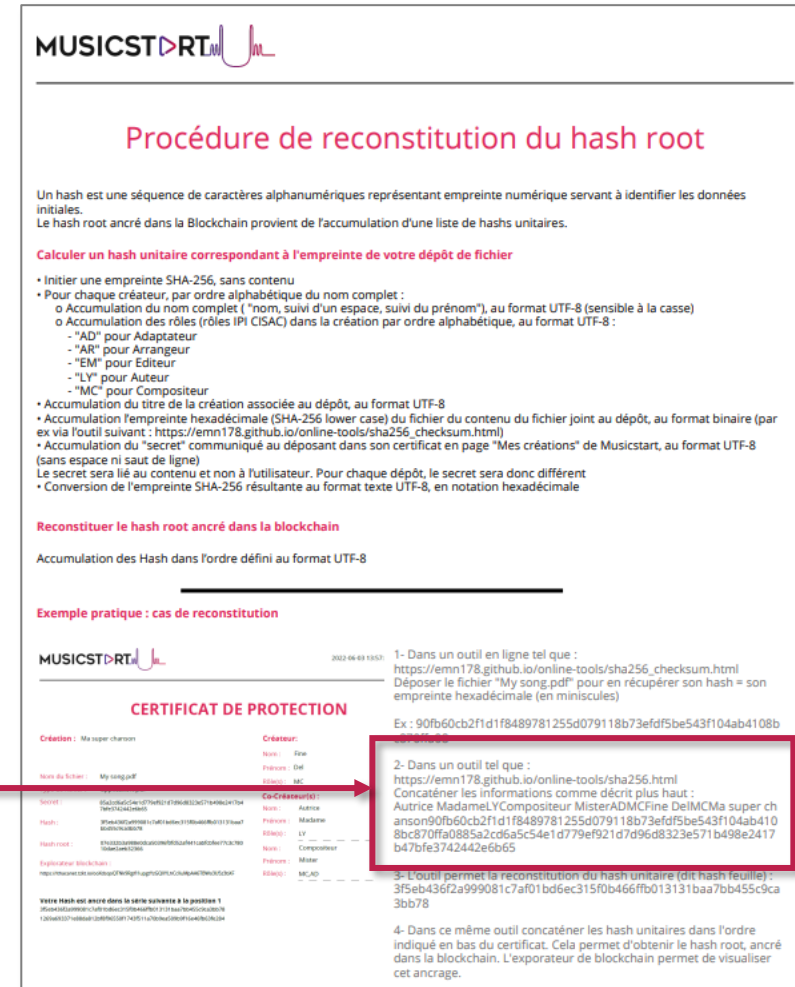 MUSICSTART
Procédure de reconstitution du hash root
Un hash est une séquence de caractères alphanumériques représentant empreinte numérique servant à identifier les données
initiales.
Le hash root ancré dans la Blockchain provient de l'accumulation d'une liste de hashs unitaires.
Calculer un hash unitaire correspondant à l'empreinte de votre dépôt de fichier
• Initier une empreinte SHA-256, sans contenu
• Pour chaque créateur, par ordre alphabétique du nom complet :
o Accumulation du nom complet ( "nom, suivi d'un espace, suivi du prénom"), au format UTF-8 (sensible à la casse)
o Accumulation des rôles (rôles IPI CISAC) dans la création par ordre alphabétique, au format UTF-8 :
- "AD" pour Adaptateur
- "AR" pour Arrangeur
- "EM" pour Editeur
- "LY" pour Auteur
- "MC" pour Compositeur
• Accumulation du titre de la création associée au dépôt, au format UTF-8
• Accumulation l'empreinte hexadécimale (SHA-256 lower case) du fichier du contenu du fichier joint au dépôt, au format binaire (par
ex via l'outil suivant : https://emn178.github.io/online-tools/sha256_checksum.html)
• Accumulation du "secret" communiqué au déposant dans son certificat en page "Mes créations" de Musicstart, au format UTF-8
(sans espace ni saut de ligne)
Le secret sera lié au contenu et non à l'utilisateur. Pour chaque dépôt, le secret sera donc différent
• Conversion de l'empreinte SHA-256 résultante au format texte UTF-8, en notation hexadécimale
Reconstituer le hash root ancré dans la blockchain
Accumulation des Hash dans l'ordre défini au format UTF-8
Exemple pratique : cas de reconstitution
MUSICSTART
2022-06-03 13:57:
CERTIFICAT DE PROTECTION
Création : Ma super chanson
Nom du fichier : My song.pdf
Secret :
Hash :
Hash root :
Explorateur blockchain :
Votre Hash est ancré dans la série suivante à la position 1
Créateur:
Nom : Fine
Prénom : Del
Rôle(s) : MC
Co-Créateur(s) :
Nom : Autrice
Prénom : Madame
Rôle(s) : LY
Nom : Compositeur
Prénom : Mister
Rôle(s) : MC,AD
1- Dans un outil en ligne tel que :
https://emn178.github.io/online-tools/sha256_checksum.html
Déposer le fichier "My song.pdf" pour en récupérer son hash = son
empreinte hexadécimale (en miniscules)
Ex : 90fb60cb2f1d1f8489781255d079118b73efdf5be543f104ab4108b
2- Dans un outil tel que :
https://emn178.github.io/online-tools/sha256.html
Concaténer les informations comme décrit plus haut :
Autrice MadameLYCompositeur MisterADMCFine DelMCMa super ch
anson90fb60cb2f1d1f8489781255d079118b73efdf5be543f104ab410
8bc870ffa0885a2cd6a5c54e1d779ef921d7d96d8323e571b498e2417
b47bfe3742442e6b65
3- L'outil permet la reconstitution du hash unitaire (dit hash feuille) :
3f5eb436f2a999081c7af01bd6ec315f0b466ffb013131baa7bb455c9ca
3bb78
4- Dans ce même outil concaténer les hash unitaires dans l'ordre
indiqué en bas du certificat. Cela permet d'obtenir le hash root, ancré
dans la blockchain. L'exporateur de blockchain permet de visualiser
cet ancrage.